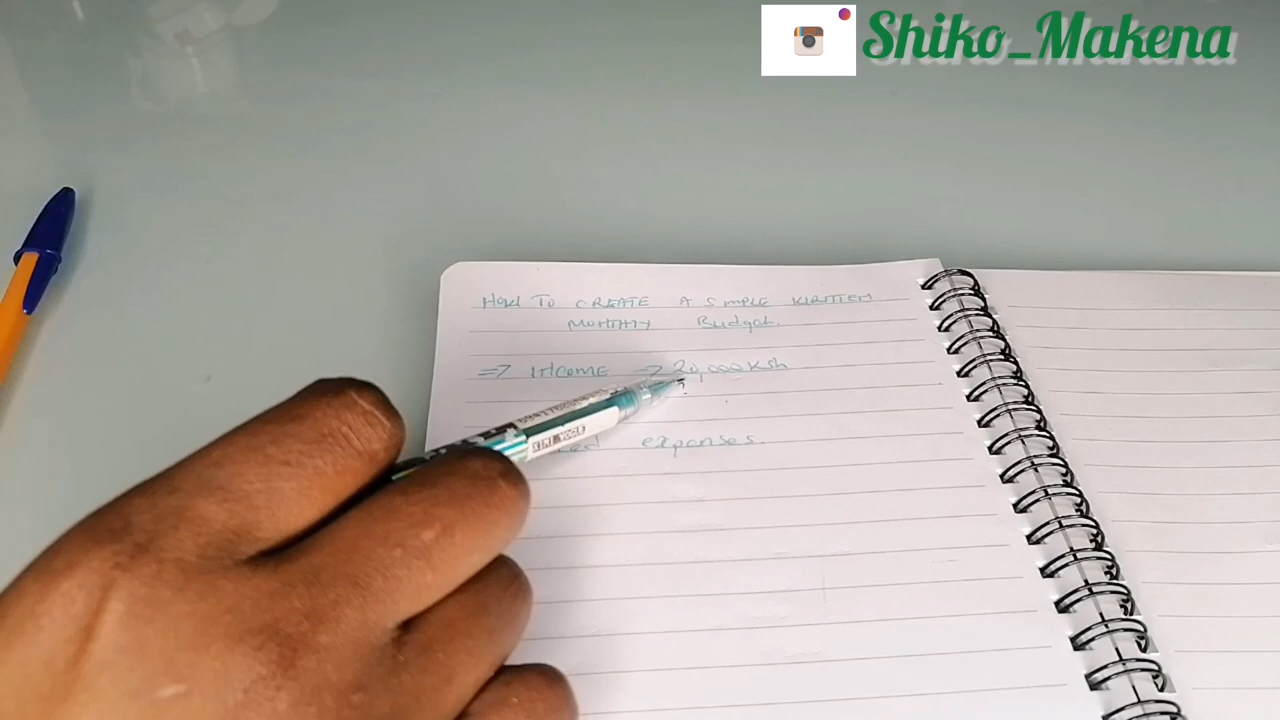 Shiko_Makena
HOW TO CREATE A SIMPLE WRITTEN
MONTHLY Budget.
=> INCOME -> 20,000 Ksh
expenses.